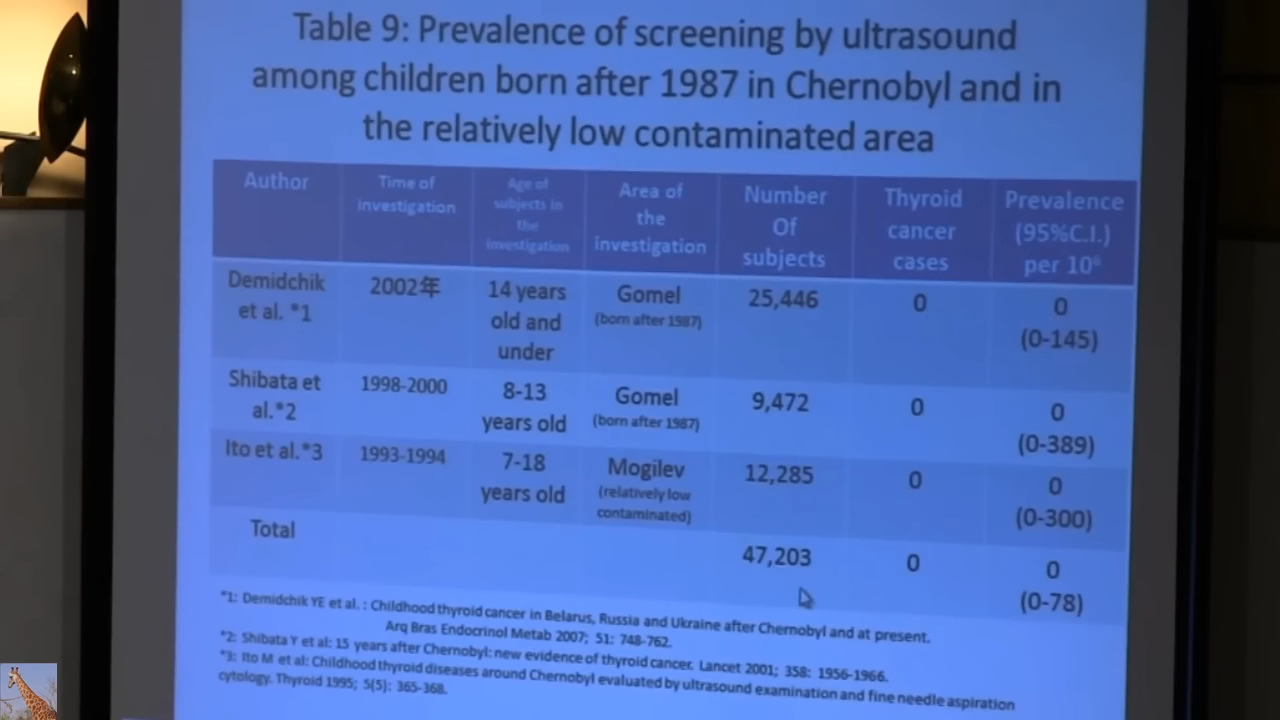 Table 9: Prevalence of screening by ultrasound
among children born after 1987 in Chernobyl and in
the relatively low contaminated area
Author
Time of
investigation
Age of
subjects in
the
investigation
Area of
the
investigation
Number
Of
subjects
Thyroid
cancer
cases
Prevalence
(95%C.I.)
per 10⁶
Demidchik
et al. *1
2002年
14 years
old and
under
Gomel
(born after 1987)
25,446
0
0
(0-145)
Shibata et
al.*2
1998-2000
8-13
years old
Gomel
(born after 1987)
9,472
0
0
(0-389)
Ito et al.*3
1993-1994
7-18
years old
Mogilev
(relatively low
contaminated)
12,285
0
0
(0-300)
Total
47,203
0
0
(0-78)
*1: Demidchik YE et al. : Childhood thyroid cancer in Belarus, Russia and Ukraine after Chernobyl and at present.
Arq Bras Endocrinol Metab 2007; 51: 748-762.
*2: Shibata Y et al: 15 years after Chernobyl: new evidence of thyroid cancer. Lancet 2001; 358: 1956-1966.
*3: Ito M et al: Childhood thyroid diseases around Chernobyl evaluated by ultrasound examination and fine needle aspiration
cytology. Thyroid 1995; 5(5): 365-368.